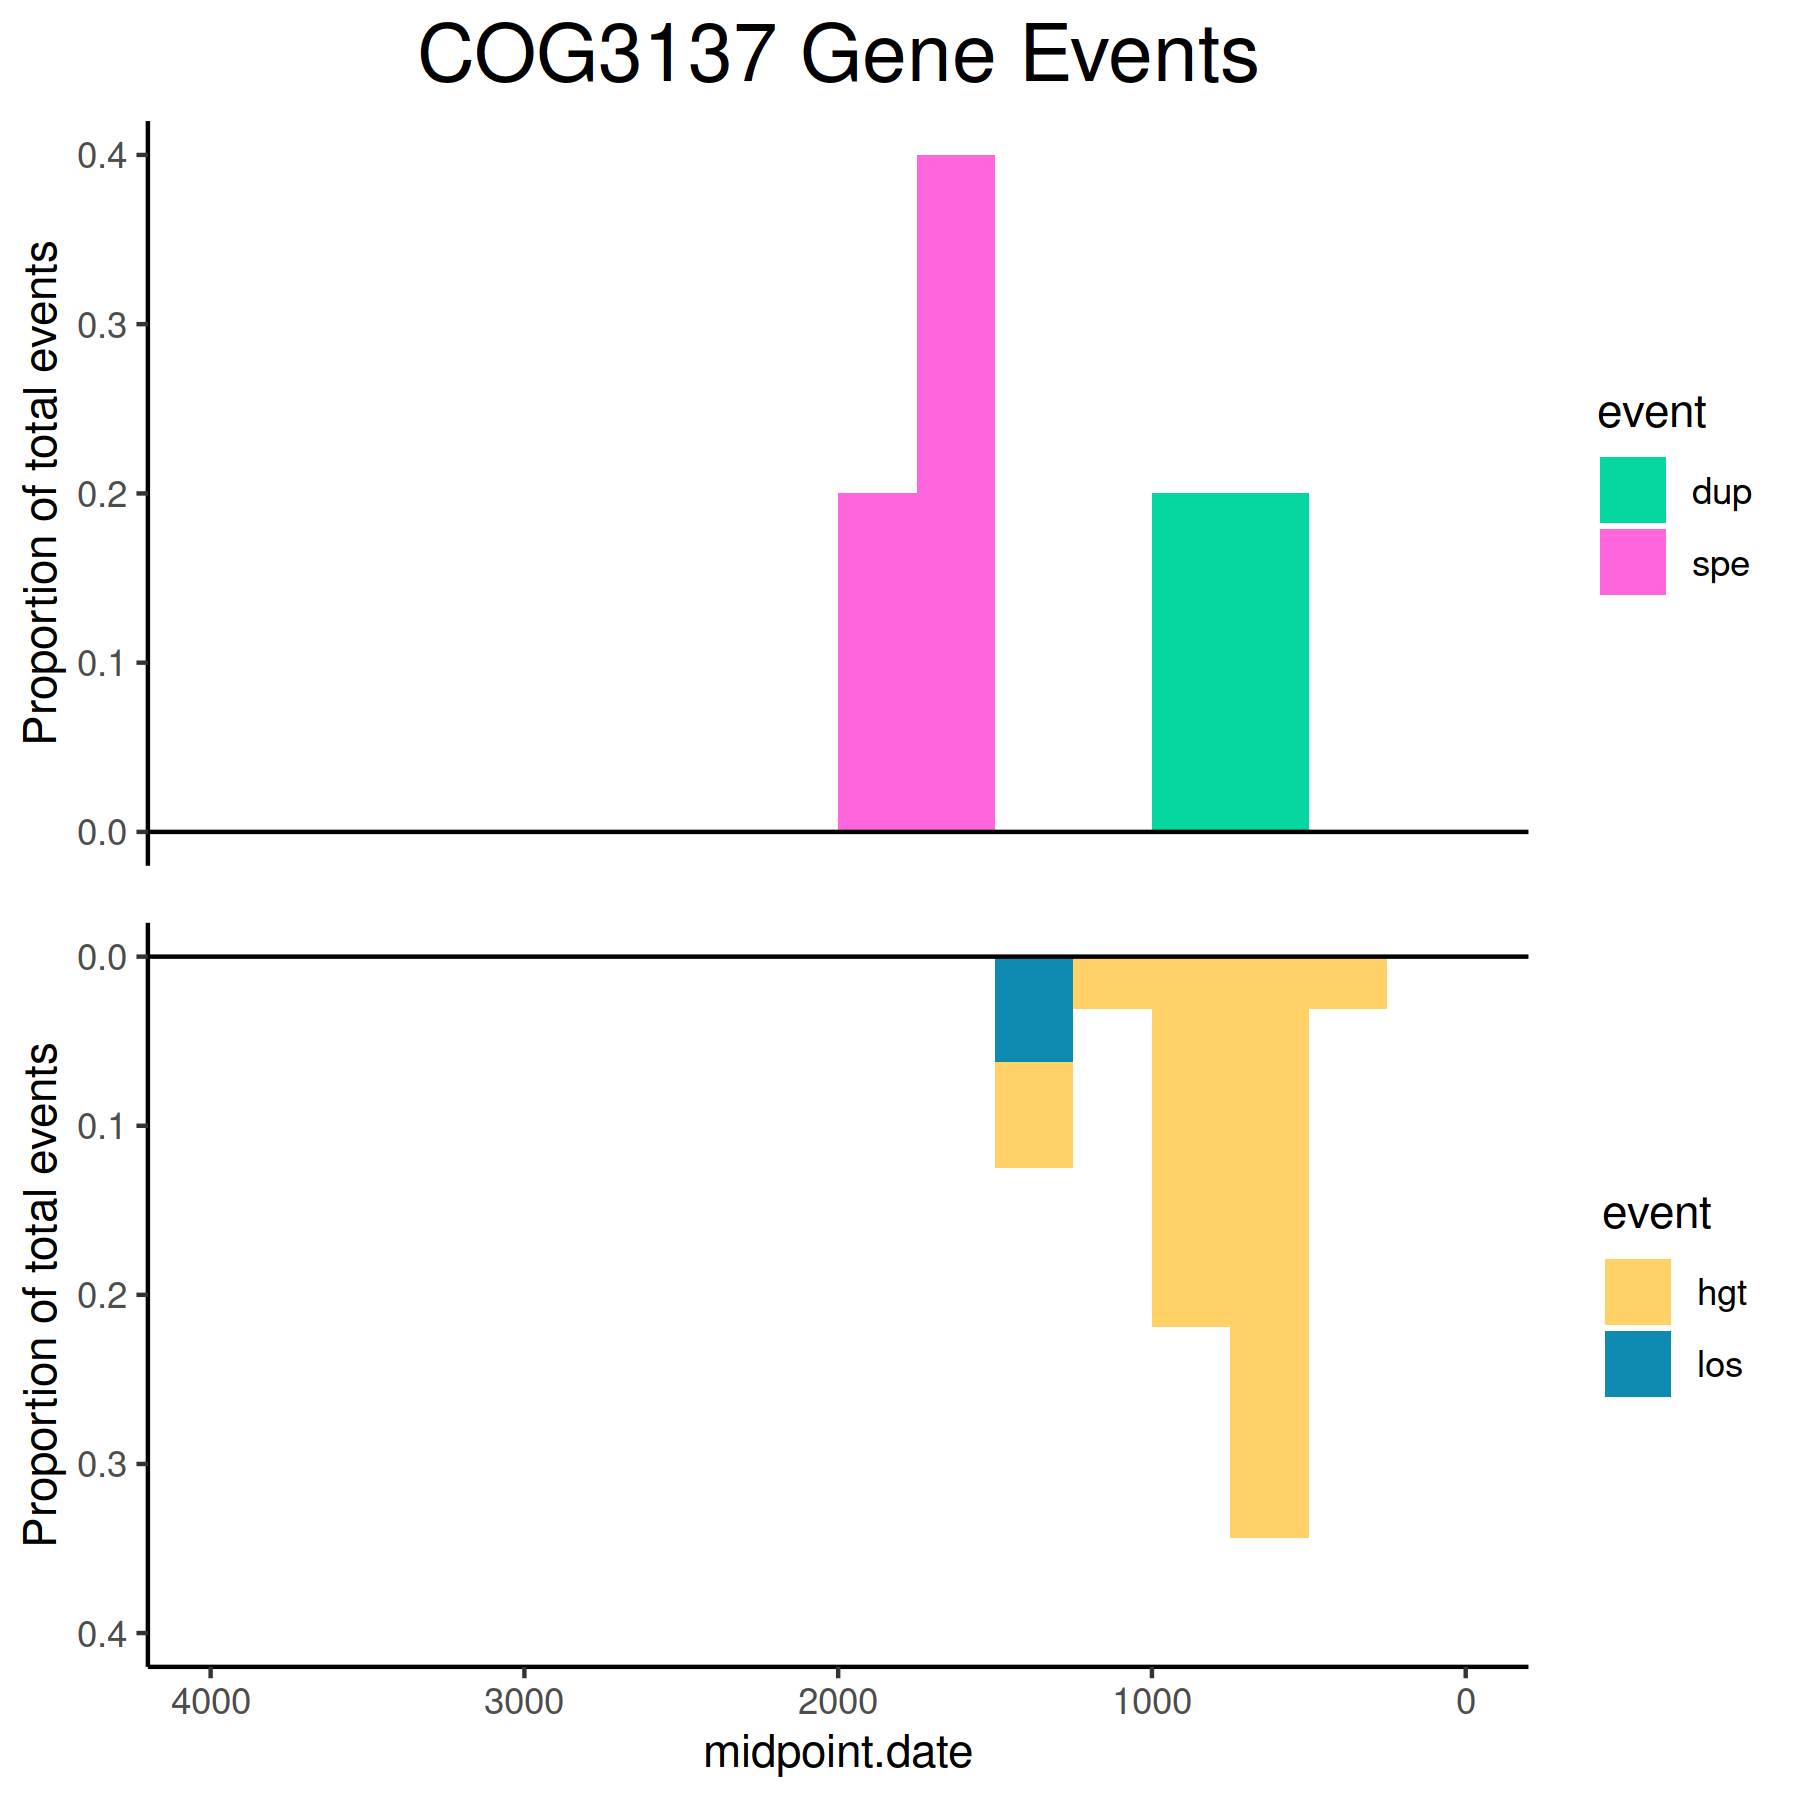 COG3137 Gene Events
Proportion of total events
0.4
0.3
0.2
0.1
0.0
event
dup
spe
Proportion of total events
0.0
0.1
0.2
0.3
0.4
event
hgt
los
4000 3000 2000 1000 0
midpoint.date